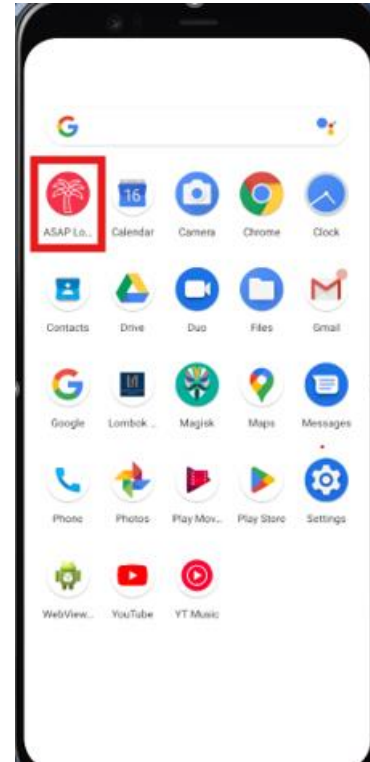 G
ASAP Lo... Calendar Camera Chrome Clock
16
Contacts Drive Duo Files Gmail
Google Lombok ... Magisk Maps Messages
Phone Photos Play Mov... Play Store Settings
WebView... YouTube YT Music